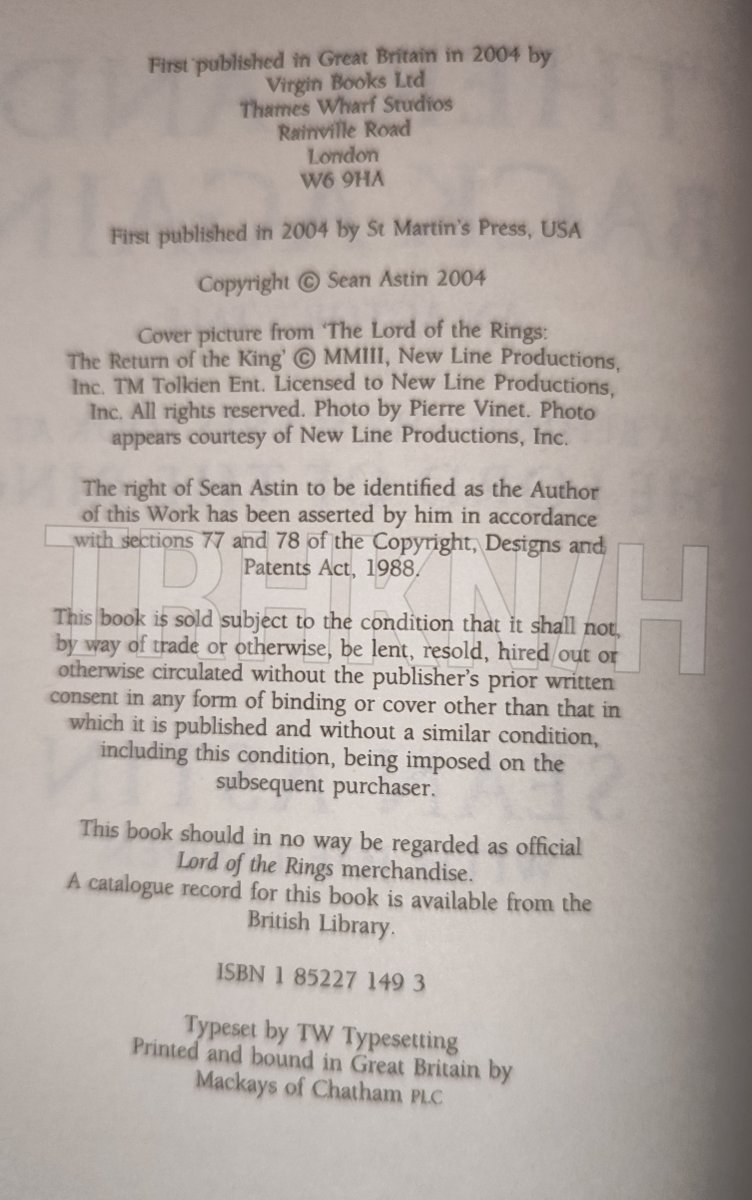 First published in Great Britain in 2004 by
Virgin Books Ltd
Thames Wharf Studios
Rainville Road
London
W6 9HA
First published in 2004 by St Martin's Press, USA
Copyright © Sean Astin 2004
Cover picture from 'The Lord of the Rings:
The Return of the King' © MMIII, New Line Productions,
Inc. TM Tolkien Ent. Licensed to New Line Productions,
Inc. All rights reserved. Photo by Pierre Vinet. Photo
appears courtesy of New Line Productions, Inc.
The right of Sean Astin to be identified as the Author
of this Work has been asserted by him in accordance
with sections 77 and 78 of the Copyright, Designs and
Patents Act, 1988.
This book is sold subject to the condition that it shall not,
by way of trade or otherwise, be lent, resold, hired out or
otherwise circulated without the publisher's prior written
consent in any form of binding or cover other than that in
which it is published and without a similar condition,
including this condition, being imposed on the
subsequent purchaser.
This book should in no way be regarded as official
Lord of the Rings merchandise.
A catalogue record for this book is available from the
British Library.
ISBN 1 85227 149 3
Typeset by TW Typesetting
Printed and bound in Great Britain by
Mackays of Chatham PLC